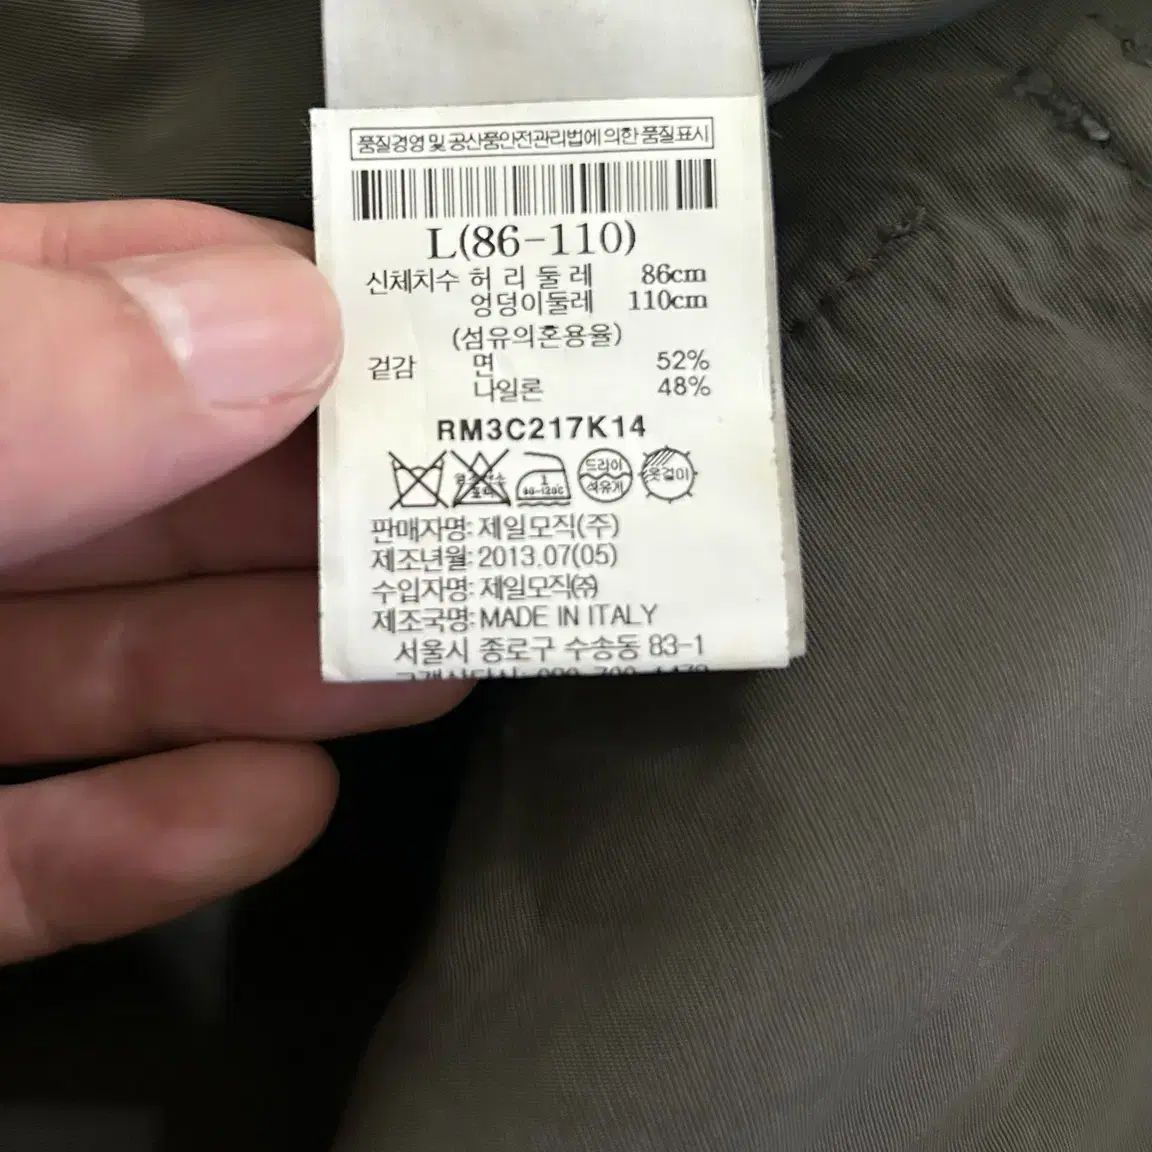 품질경영 및 공산품안전관리법에 의한 품질표시
L(86-110)
신체치수 허리둘레 86cm
엉덩이둘레 110cm
(섬유의혼용율)
겉감 면 52%
나일론 48%
RM3C217K14
80~120℃ 드라이 석유계 옷걸이
판매자명: 제일모직(주)
제조년월: 2013.07(05)
수입자명: 제일모직㈜
제조국명: MADE IN ITALY
서울시 종로구 수송동 83-1